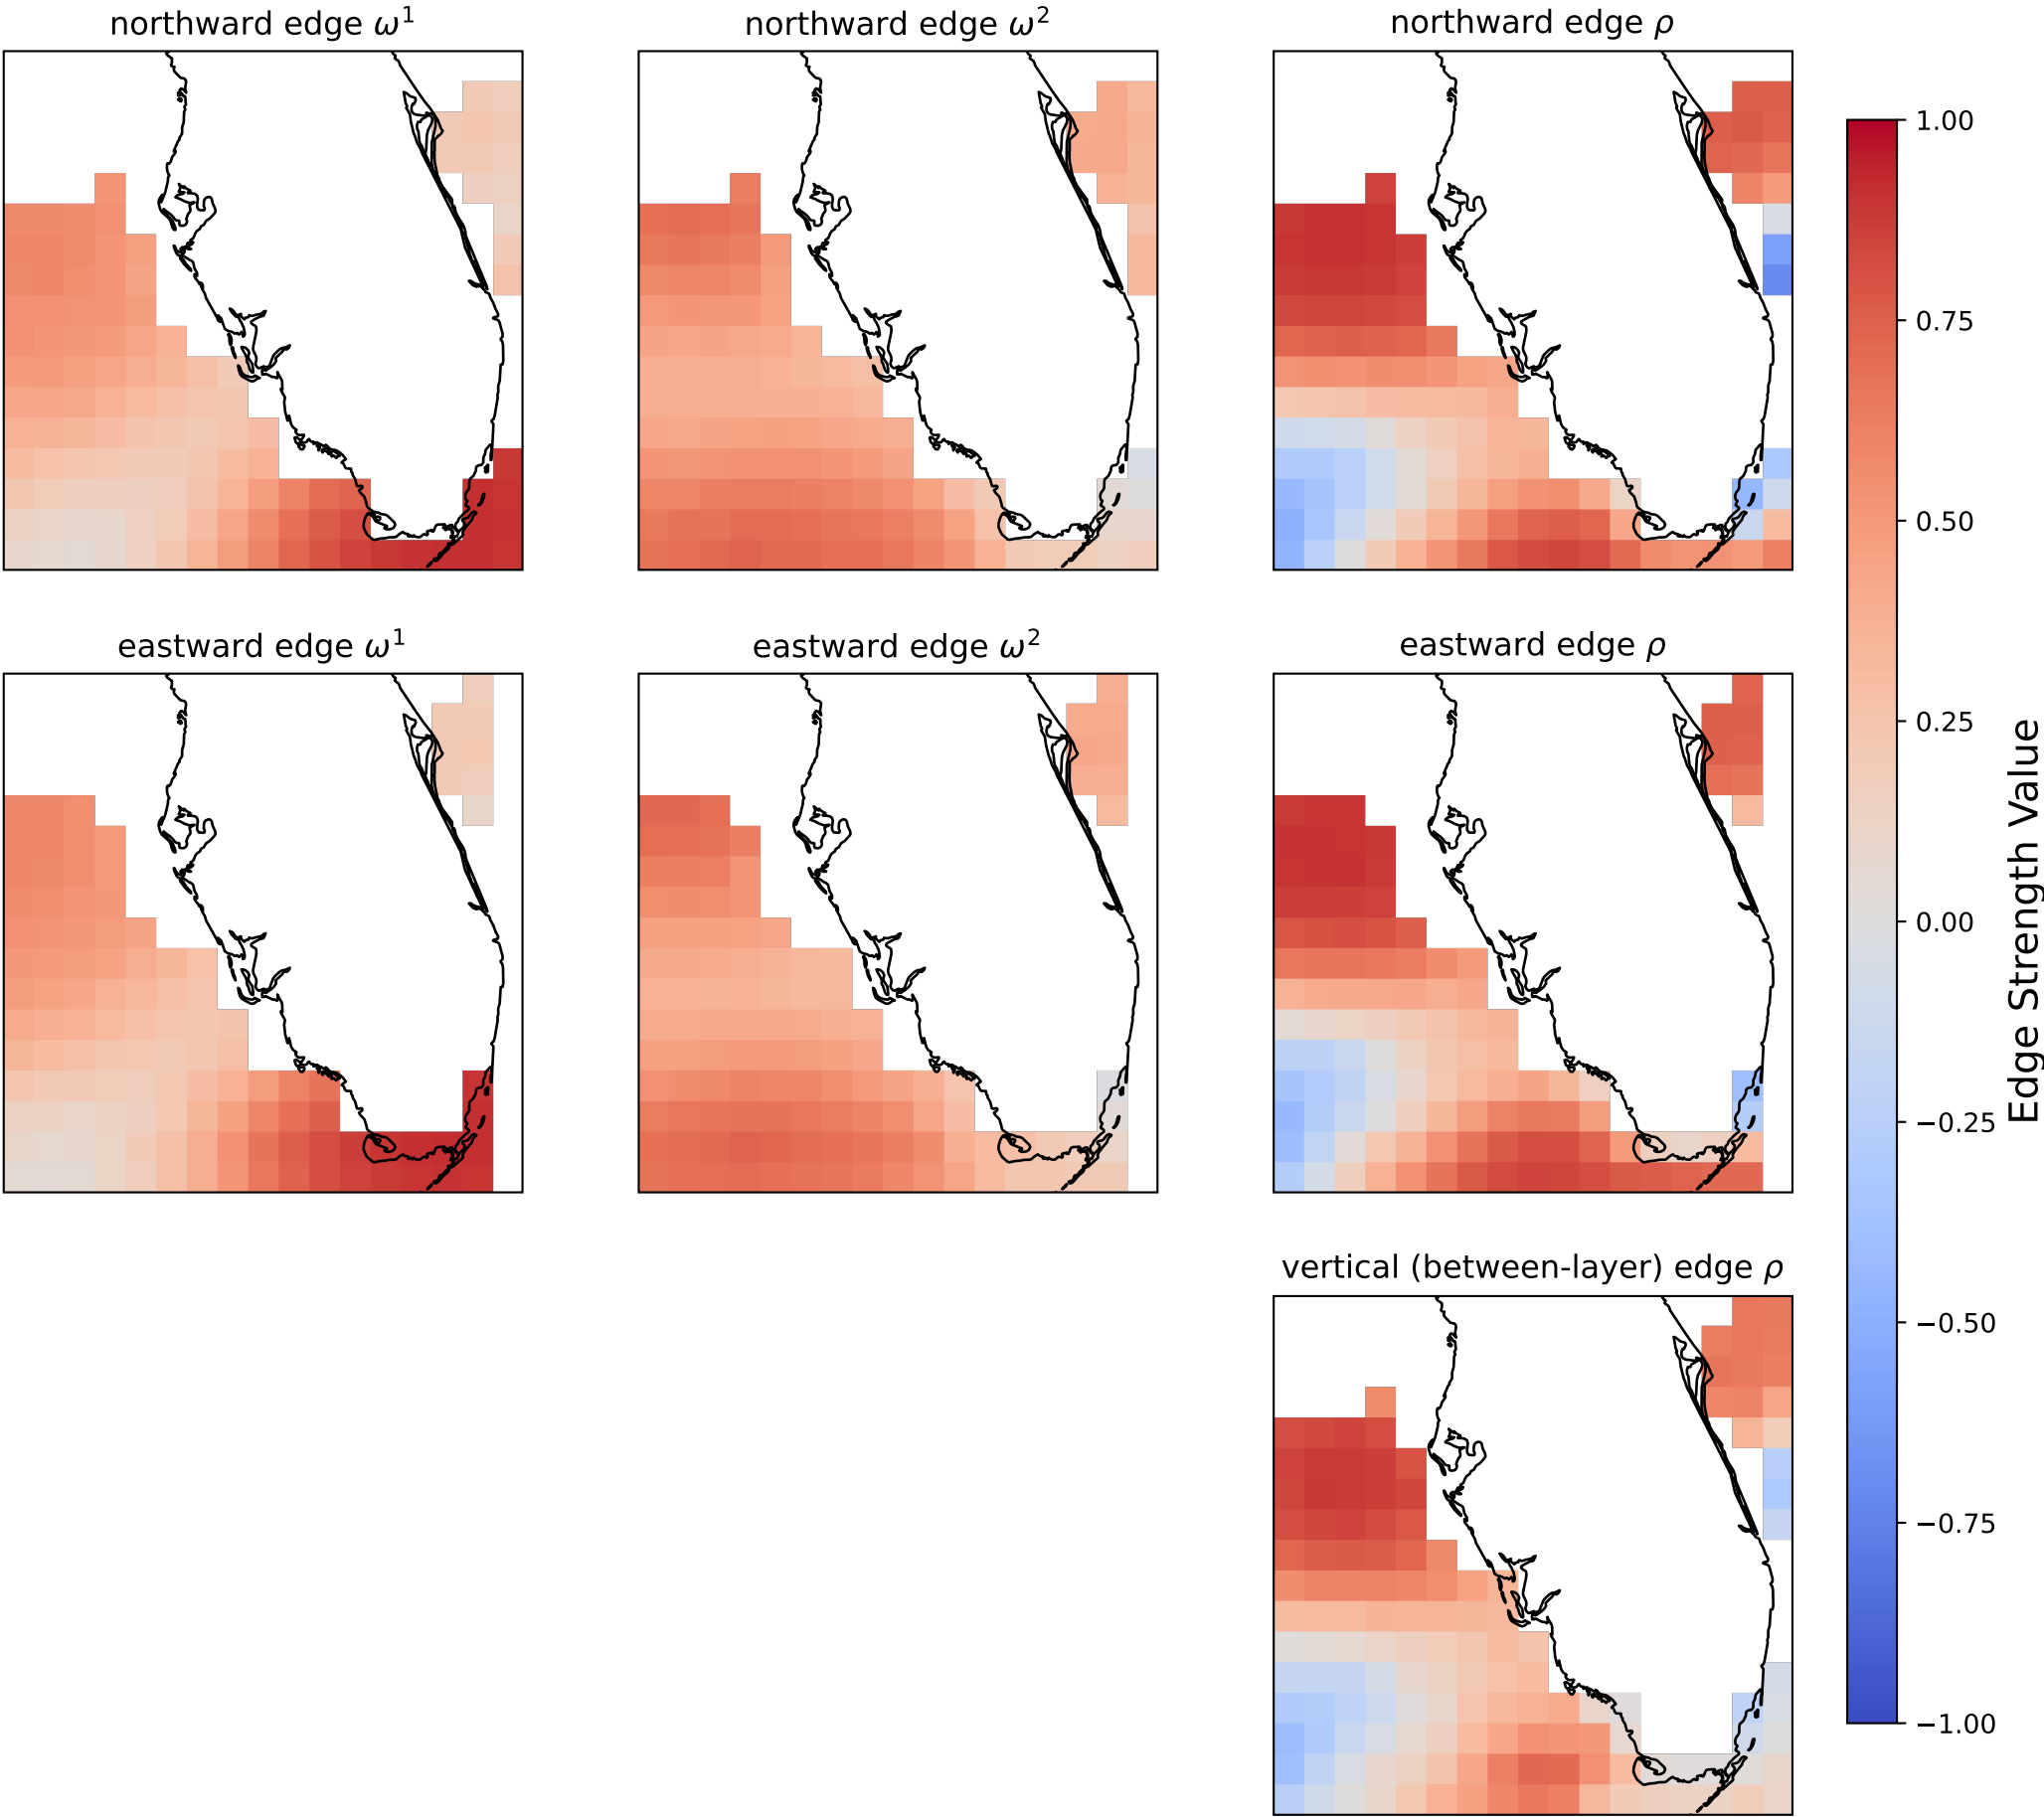 northward edge ω¹
northward edge ω²
northward edge ρ
eastward edge ω¹
eastward edge ω²
eastward edge ρ
vertical (between-layer) edge ρ
1.00
0.75
0.50
0.25
0.00
−0.25
−0.50
−0.75
−1.00
Edge Strength Value